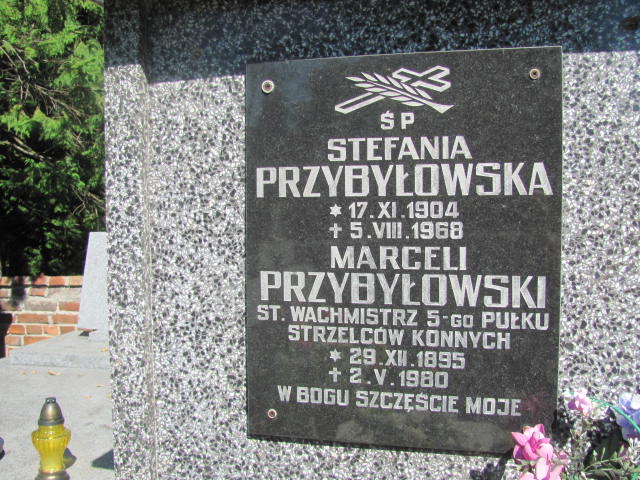 ŚP
STEFANIA
PRZYBYŁOWSKA
* 17. XI. 1904
† 5. VIII. 1968
MARCELI
PRZYBYŁOWSKI
ST. WACHMISTRZ 5-GO PUŁKU
STRZELCÓW KONNYCH
* 29. XII. 1895
† 2. V. 1980
W BOGU SZCZĘŚCIE MOJE